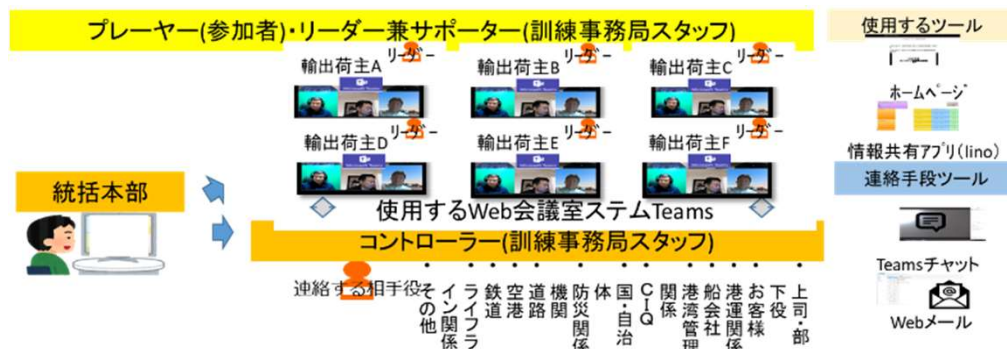 プレーヤー(参加者)・リーダー兼サポーター(訓練事務局スタッフ)
輸出荷主A
リーダー
輸出荷主B
リーダー
輸出荷主C
リーダー
輸出荷主D
リーダー
輸出荷主E
リーダー
輸出荷主F
リーダー
統括本部
使用するWeb会議室ステムTeams
コントローラー(訓練事務局スタッフ)
連絡する相手役
・上司・部下役
・お客様
・港運関係
・船会社
・港湾管理関係
・CIQ
・国・自治体
・防災関係機関
・道路
・空港
・鉄道
・ライフライン関係
・その他
使用するツール
ホームページ
情報共有アプリ(lino)
連絡手段ツール
Teamsチャット
Webメール